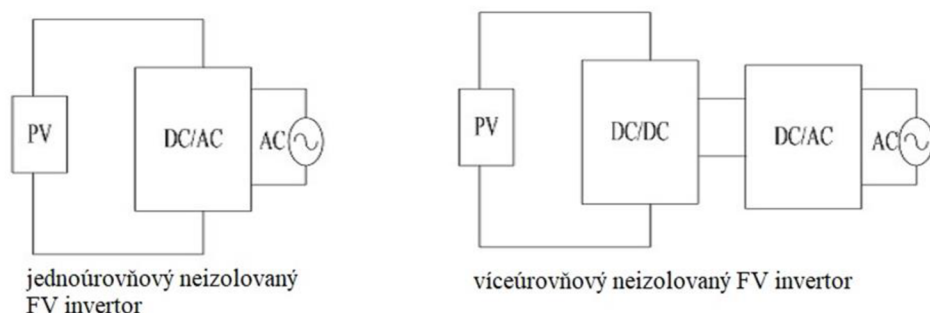 PV
DC/AC
AC
jednoúrovňový neizolovaný
FV invertor
PV
DC/DC
DC/AC
AC
víceúrovňový neizolovaný FV invertor